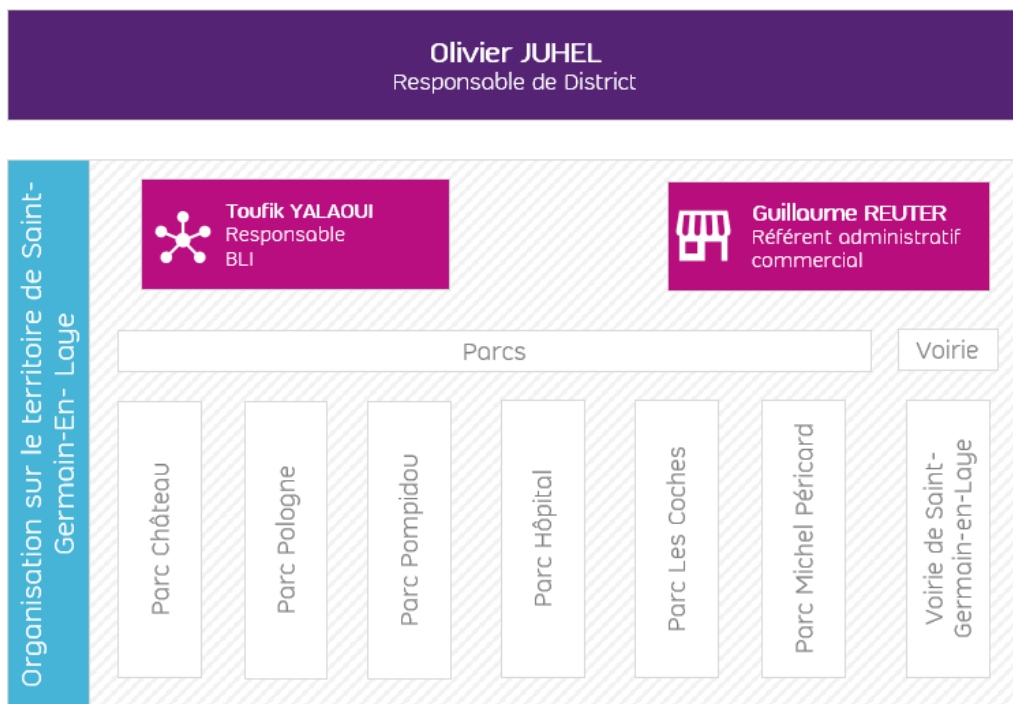 Olivier JUHEL
Responsable de District
Organisation sur le territoire de Saint-
Germain-En- Laye
Toufik YALAOUI
Responsable
BLI
Guillaume REUTER
Référent administratif
commercial
Parcs
Voirie
Parc Château
Parc Pologne
Parc Pompidou
Parc Hôpital
Parc Les Coches
Parc Michel Péricard
Voirie de Saint-
Germain-en-Laye